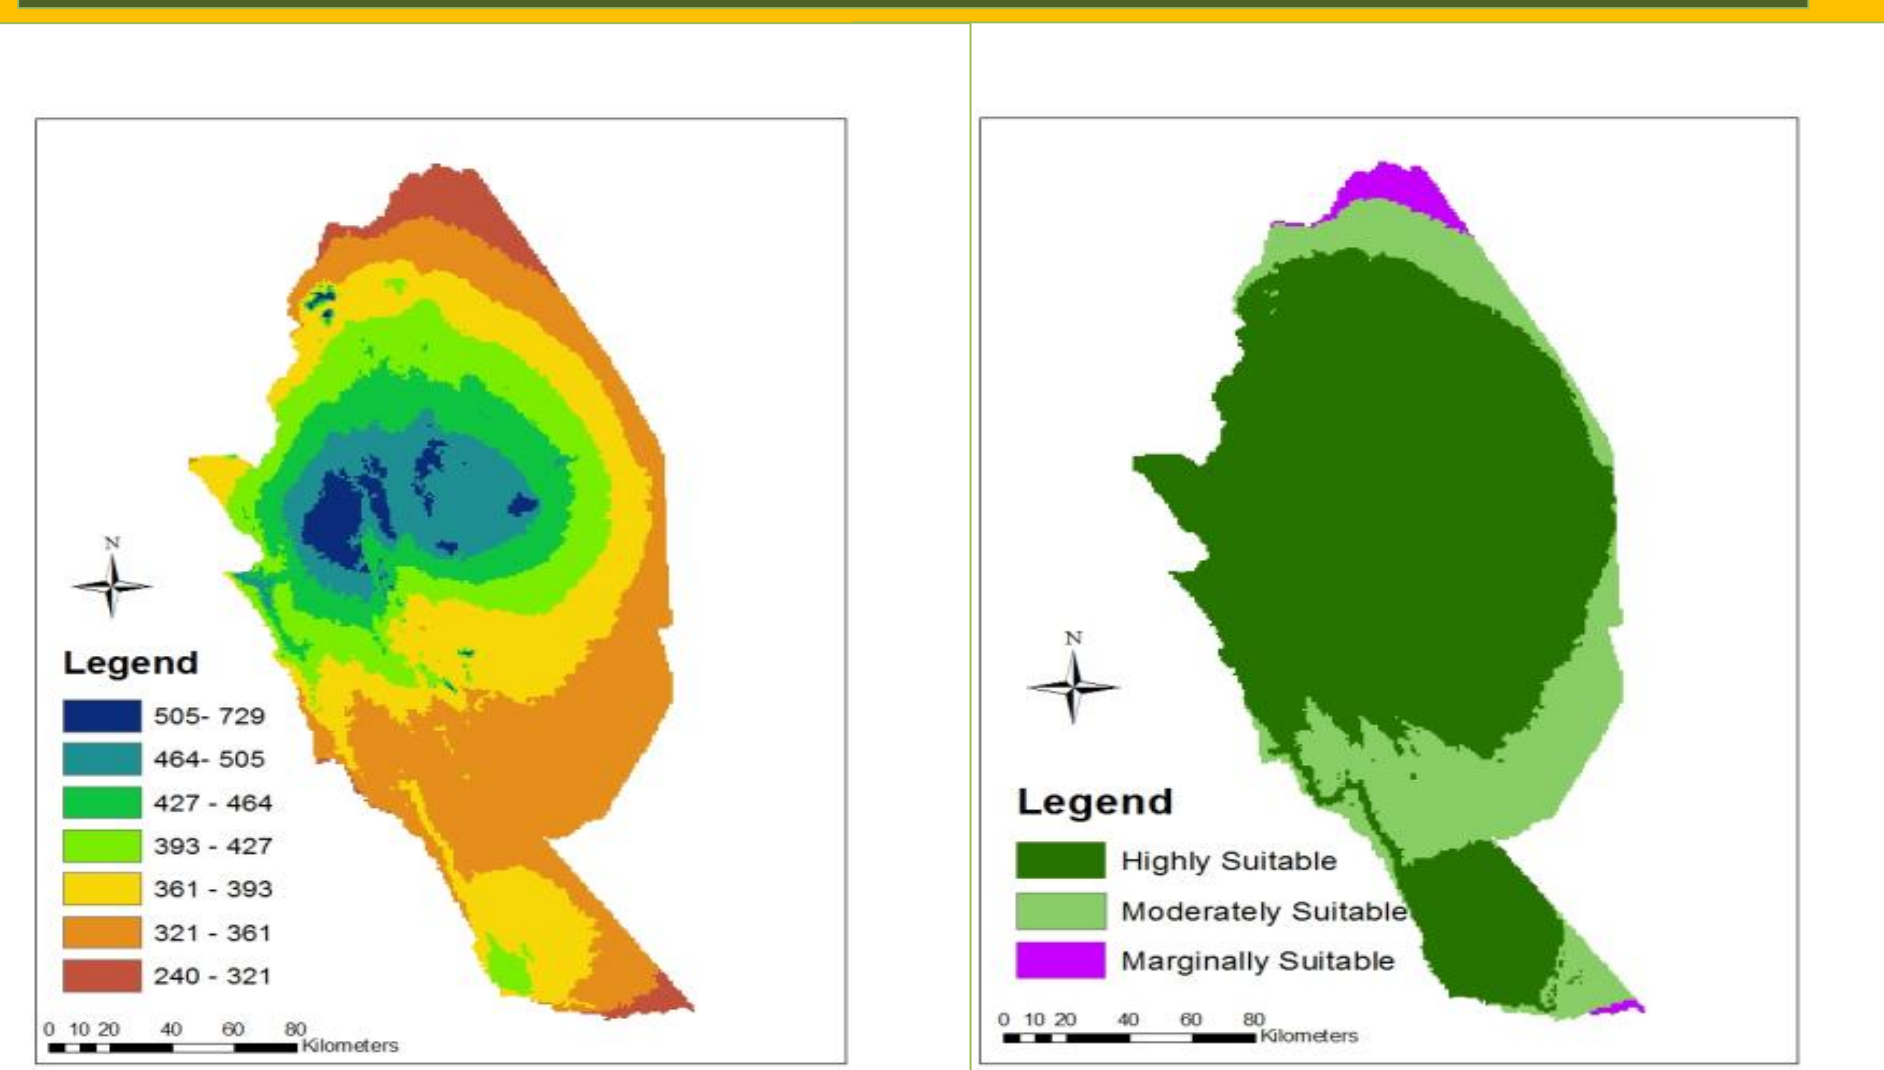 N
Legend
505- 729
464- 505
427 - 464
393 - 427
361 - 393
321 - 361
240 - 321
0 10 20 40 60 80
Kilometers
N
Legend
Highly Suitable
Moderately Suitable
Marginally Suitable
0 10 20 40 60 80
Kilometers